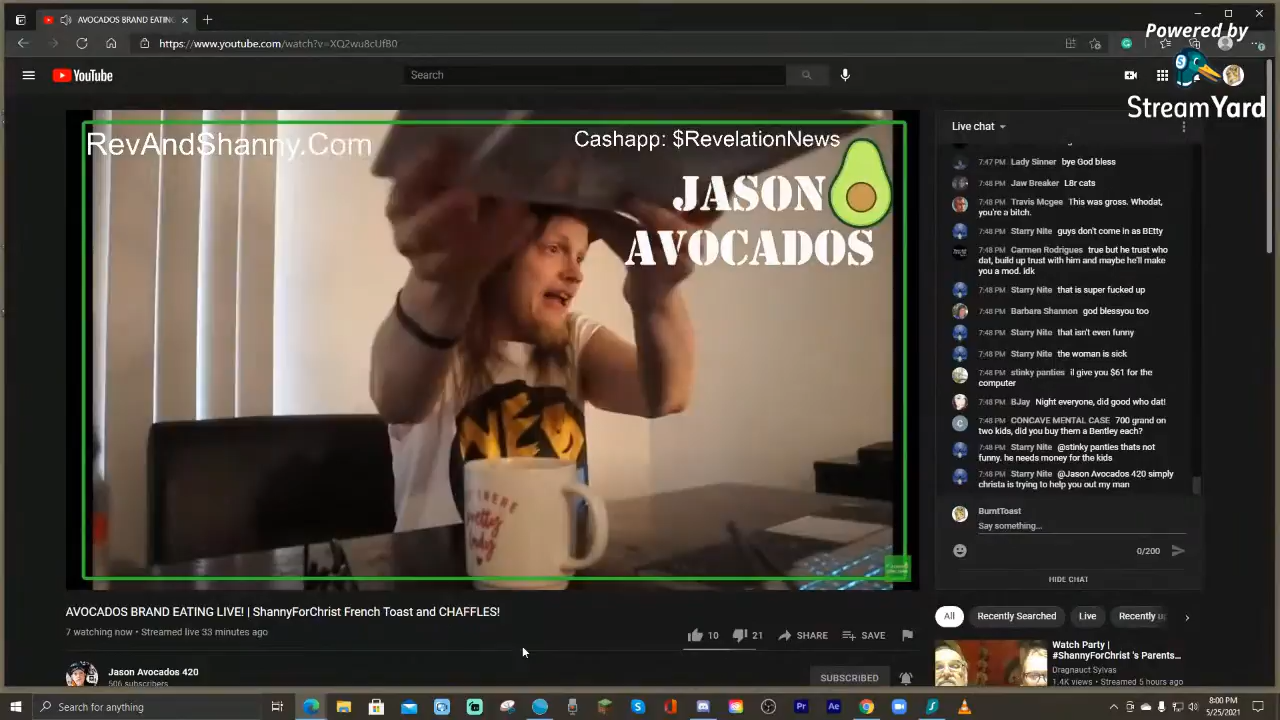 AVOCADOS BRAND EATING
https://www.youtube.com/watch?v=XQ2wu8cUfB0
Powered by
StreamYard
YouTube
Search
RevAndShanny.Com
Cashapp: $RevelationNews
JASON
AVOCADOS
NEW
pretty
Live chat
7:47 PM Lady Sinner bye God bless
7:48 PM Jaw Breaker L8r cats
7:48 PM Travis Mcgee This was gross. Whodat,
you're a bitch.
7:48 PM Starry Nite guys don't come in as BEtty
7:48 PM Carmen Rodrigues true but he trust who
dat, build up trust with him and maybe he'll make
you a mod. idk
7:48 PM Starry Nite that is super fucked up
7:48 PM Barbara Shannon god blessyou too
7:48 PM Starry Nite that isn't even funny
7:48 PM Starry Nite the woman is sick
7:48 PM stinky panties il give you $61 for the
computer
7:48 PM BJay Night everyone, did good who dat!
7:48 PM CONCAVE MENTAL CASE 700 grand on
two kids, did you buy them a Bentley each?
7:48 PM Starry Nite @stinky panties thats not
funny. he needs money for the kids
7:48 PM Starry Nite @Jason Avocados 420 simply
christa is trying to help you out my man
BurntToast
Say something...
0/200
HIDE CHAT
AVOCADOS BRAND EATING LIVE! | ShannyForChrist French Toast and CHAFFLES!
7 watching now • Streamed live 33 minutes ago
10
21
SHARE
SAVE
Jason Avocados 420
506 subscribers
SUBSCRIBED
All
Recently Searched
Live
Recently u
Watch Party |
#ShannyForChrist 's Parents...
Dragnauct Sylvas
1.4K views • Streamed 5 hours ago
Search for anything
8:00 PM
5/25/2021